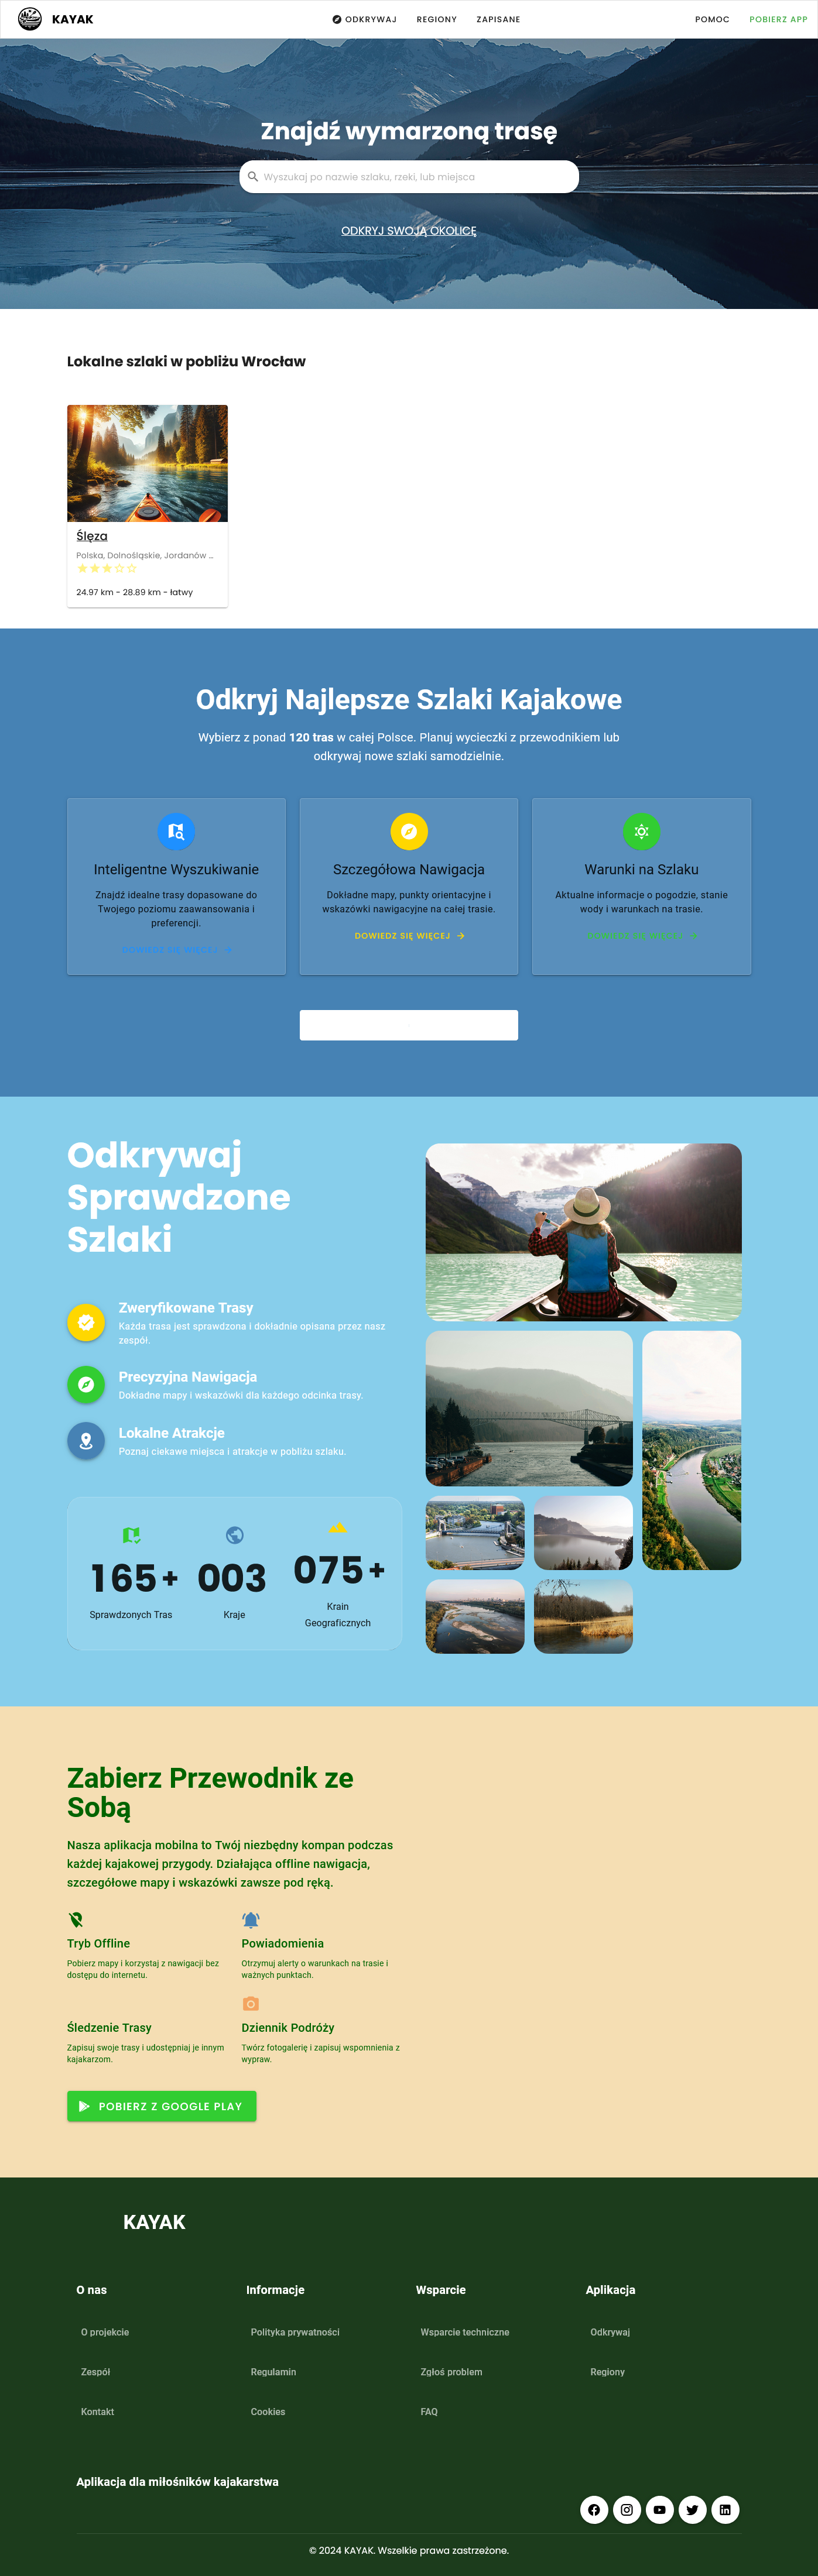 KAYAK
ODKRYWAJ
REGIONY
ZAPISANE
POMOC
POBIERZ APP
Znajdź wymarzoną trasę
Wyszukaj po nazwie szlaku, rzeki, lub miejsca
ODKRYJ SWOJĄ OKOLICĘ
Lokalne szlaki w pobliżu Wrocław
Ślęza
Polska, Dolnośląskie, Jordanów ...
24.97 km - 28.89 km - łatwy
Odkryj Najlepsze Szlaki Kajakowe
Wybierz z ponad 120 tras w całej Polsce. Planuj wycieczki z przewodnikiem lub
odkrywaj nowe szlaki samodzielnie.
Inteligentne Wyszukiwanie
Znajdź idealne trasy dopasowane do
Twojego poziomu zaawansowania i
preferencji.
DOWIEDZ SIĘ WIĘCEJ
Szczegółowa Nawigacja
Dokładne mapy, punkty orientacyjne i
wskazówki nawigacyjne na całej trasie.
DOWIEDZ SIĘ WIĘCEJ
Warunki na Szlaku
Aktualne informacje o pogodzie, stanie
wody i warunkach na trasie.
DOWIEDZ SIĘ WIĘCEJ
Odkrywaj
Sprawdzone
Szlaki
Zweryfikowane Trasy
Każda trasa jest sprawdzona i dokładnie opisana przez nasz
zespół.
Precyzyjna Nawigacja
Dokładne mapy i wskazówki dla każdego odcinka trasy.
Lokalne Atrakcje
Poznaj ciekawe miejsca i atrakcje w pobliżu szlaku.
165+
Sprawdzonych Tras
003
Kraje
075+
Krain
Geograficznych
Zabierz Przewodnik ze
Sobą
Nasza aplikacja mobilna to Twój niezbędny kompan podczas
każdej kajakowej przygody. Działająca offline nawigacja,
szczegółowe mapy i wskazówki zawsze pod ręką.
Tryb Offline
Pobierz mapy i korzystaj z nawigacji bez
dostępu do internetu.
Powiadomienia
Otrzymuj alerty o warunkach na trasie i
ważnych punktach.
Śledzenie Trasy
Zapisuj swoje trasy i udostępniaj je innym
kajakarzom.
Dziennik Podróży
Twórz fotogalerię i zapisuj wspomnienia z
wypraw.
POBIERZ Z GOOGLE PLAY
KAYAK
O nas
O projekcie
Zespół
Kontakt
Informacje
Polityka prywatności
Regulamin
Cookies
Wsparcie
Wsparcie techniczne
Zgłoś problem
FAQ
Aplikacja
Odkrywaj
Regiony
Aplikacja dla miłośników kajakarstwa
© 2024 KAYAK. Wszelkie prawa zastrzeżone.